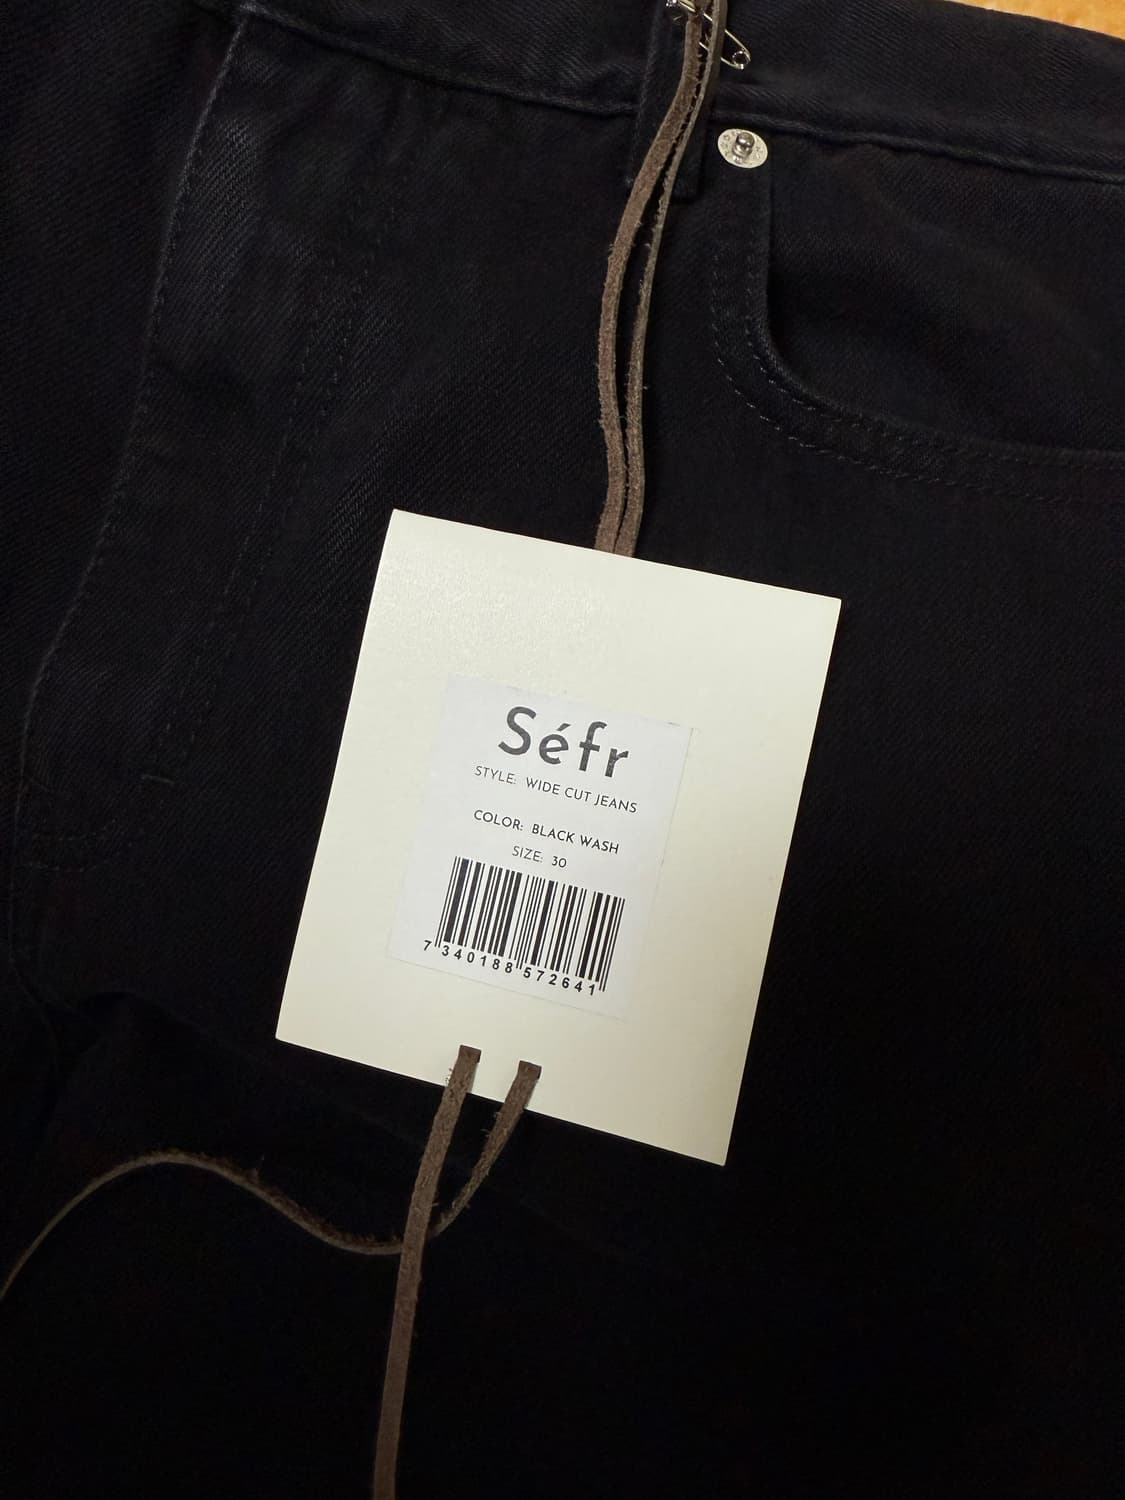 Séfr
STYLE: WIDE CUT JEANS
COLOR: BLACK WASH
SIZE: 30
7 340188 572641